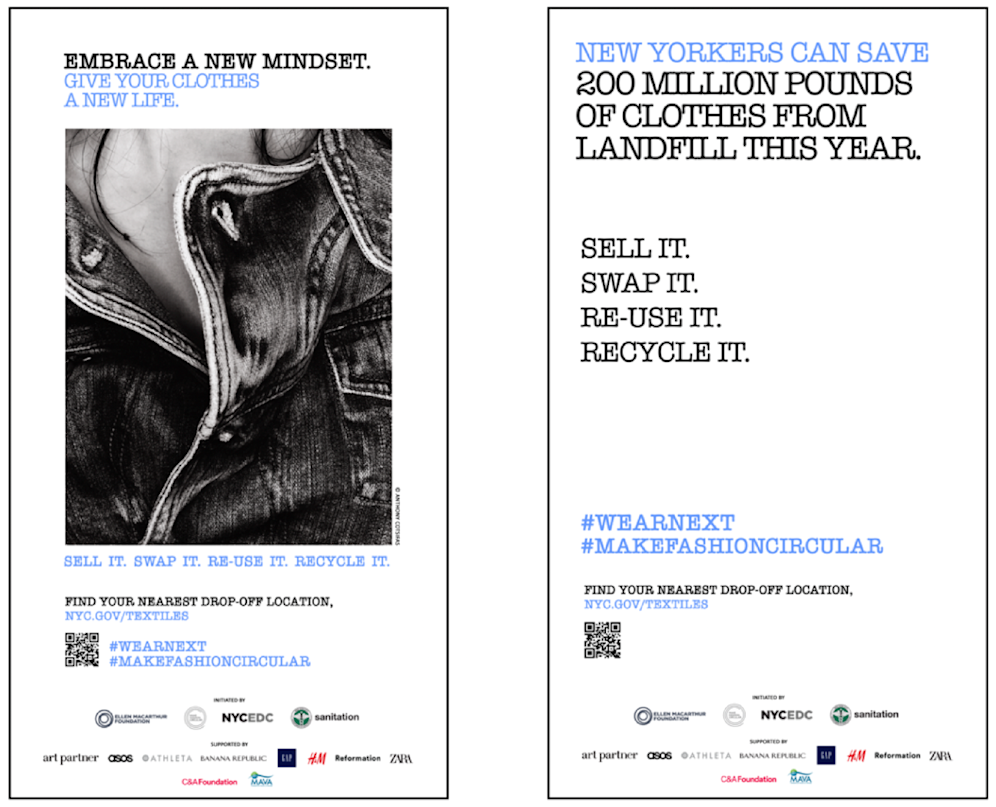 EMBRACE A NEW MINDSET.
GIVE YOUR CLOTHES
A NEW LIFE.
© ANTHONY COTSIFAS
SELL IT. SWAP IT. RE-USE IT. RECYCLE IT.
FIND YOUR NEAREST DROP-OFF LOCATION,
NYC.GOV/TEXTILES
#WEARNEXT
#MAKEFASHIONCIRCULAR
INITIATED BY
ELLEN MACARTHUR
FOUNDATION
NYCEDC
sanitation
SUPPORTED BY
art partner asos ATHLETA BANANA REPUBLIC GAP H&M Reformation ZARA
C&A Foundation MAVA
NEW YORKERS CAN SAVE
200 MILLION POUNDS
OF CLOTHES FROM
LANDFILL THIS YEAR.
SELL IT.
SWAP IT.
RE-USE IT.
RECYCLE IT.
#WEARNEXT
#MAKEFASHIONCIRCULAR
FIND YOUR NEAREST DROP-OFF LOCATION,
NYC.GOV/TEXTILES
INITIATED BY
ELLEN MACARTHUR
FOUNDATION
NYCEDC
sanitation
SUPPORTED BY
art partner asos ATHLETA BANANA REPUBLIC GAP H&M Reformation ZARA
C&A Foundation MAVA